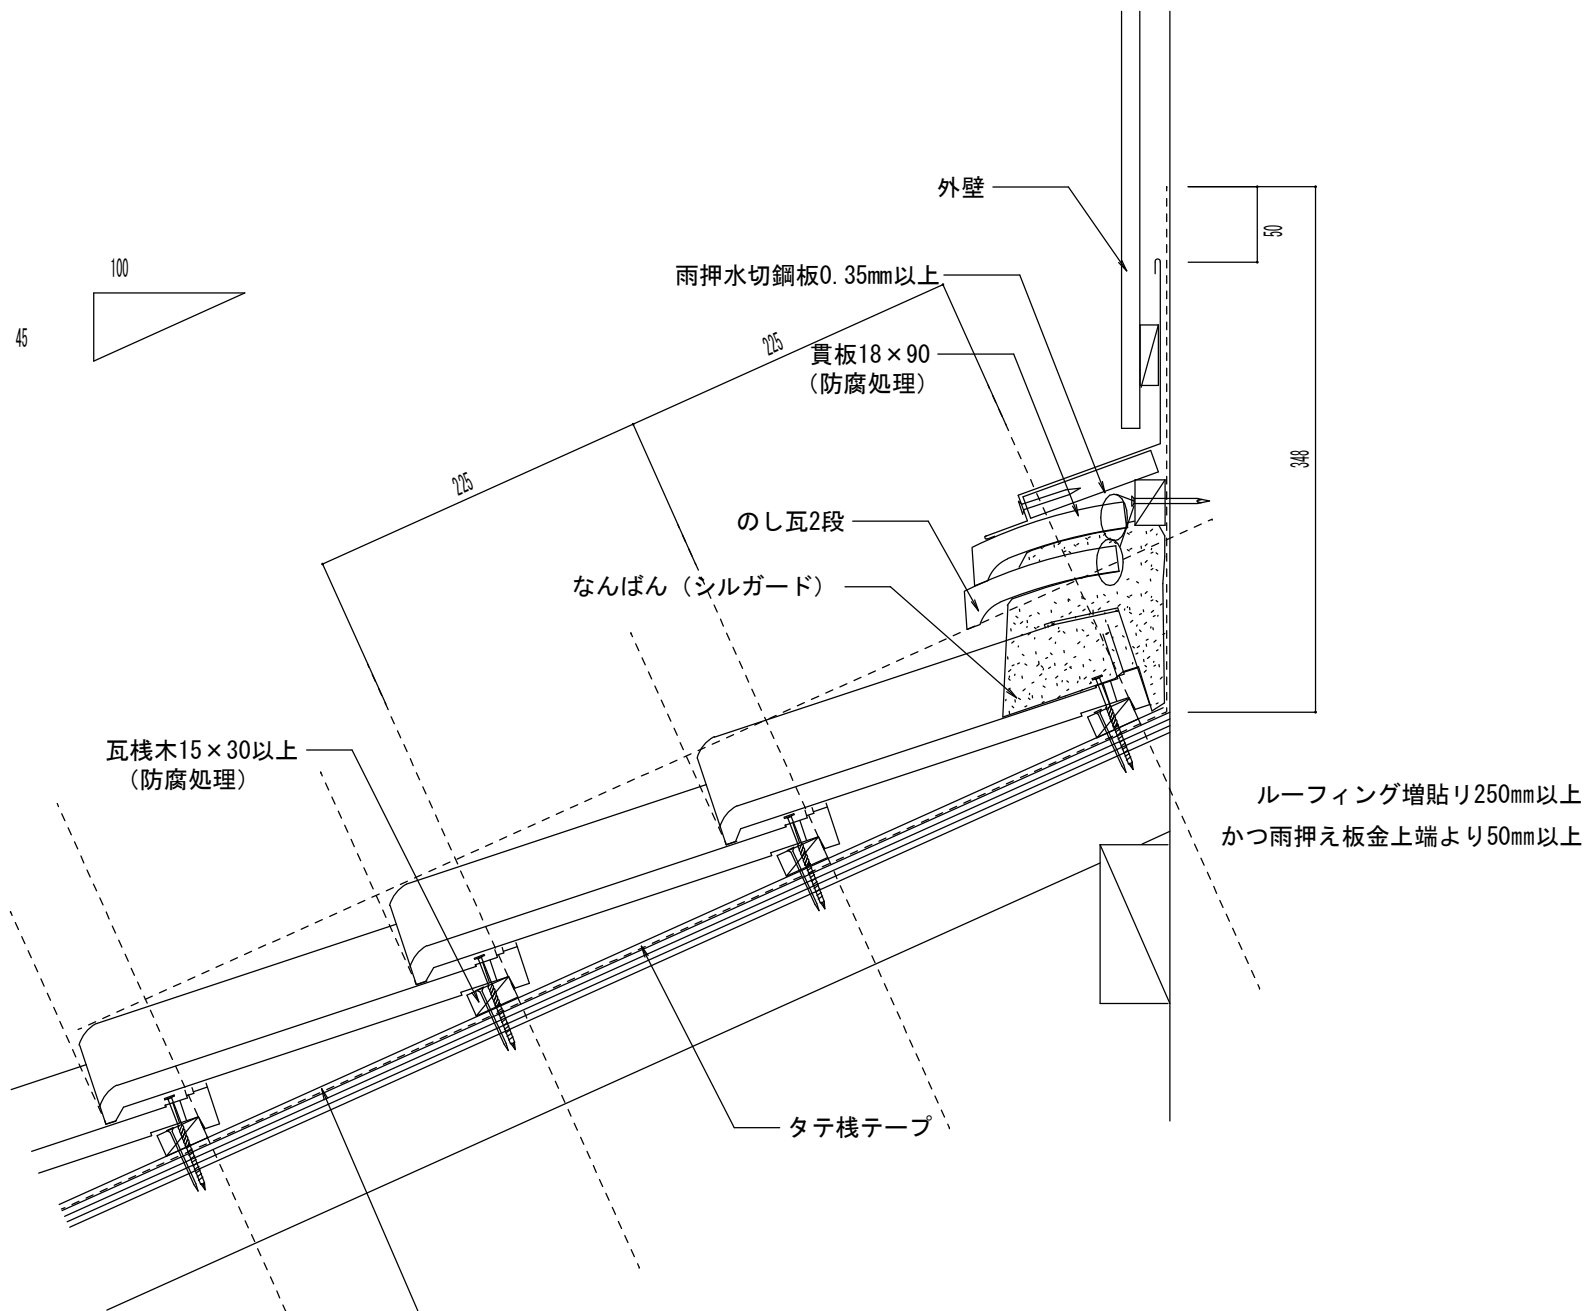 外壁
50
100
雨押水切鋼板0.35mm以上
45
225
貫板18×90
(防腐処理)
348
225
のし瓦2段
なんばん（シルガード）
瓦桟木15×30以上
（防腐処理）
ルーフィング増貼リ250mm以上
かつ雨押え板金上端より50mm以上
タテ桟テープ